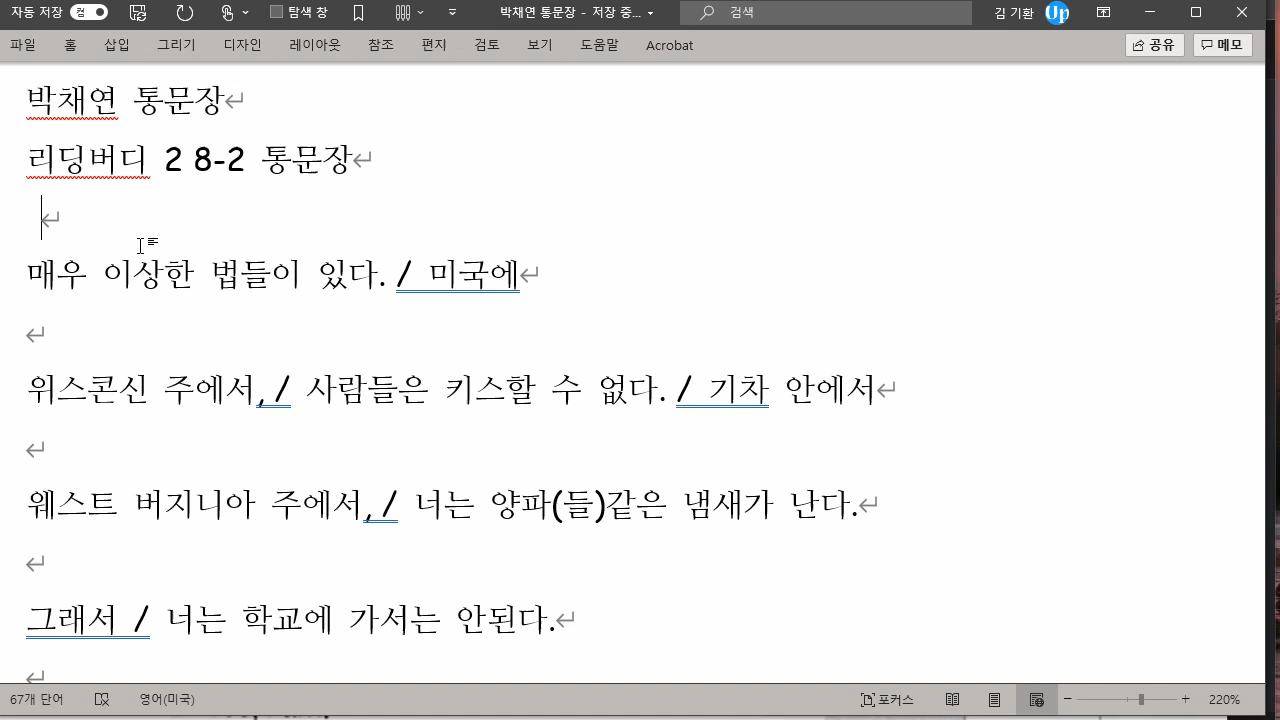 자동 저장 컴 탐색 창 박채연 통문장 - 저장 중... 검색 김 기환 Up
파일 홈 삽입 그리기 디자인 레이아웃 참조 편지 검토 보기 도움말 Acrobat 공유 메모
박채연 통문장
리딩버디 2 8-2 통문장
매우 이상한 법들이 있다. / 미국에
위스콘신 주에서, / 사람들은 키스할 수 없다. / 기차 안에서
웨스트 버지니아 주에서, / 너는 양파(들)같은 냄새가 난다.
그래서 / 너는 학교에 가서는 안된다.
67개 단어 영어(미국) 포커스 220%